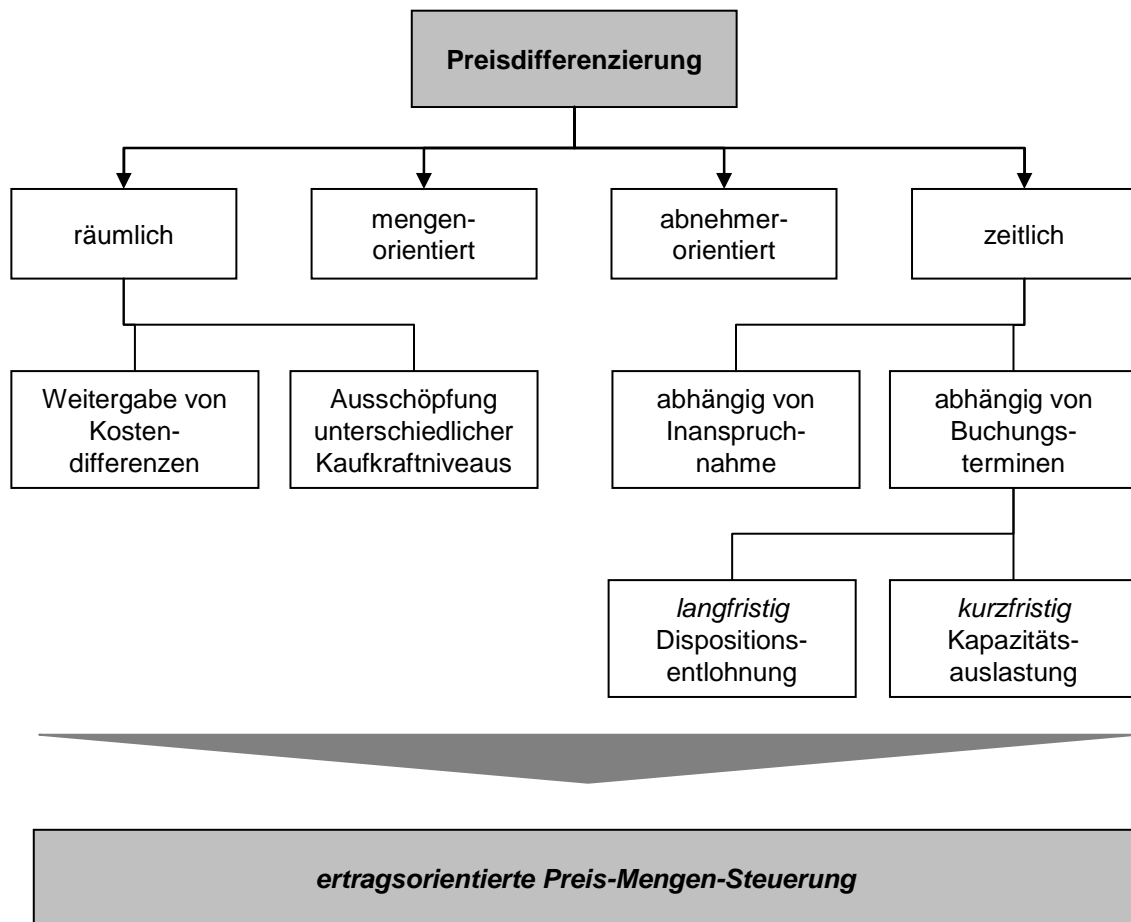 Preisdifferenzierung
räumlich
mengen-
orientiert
abnehmer-
orientiert
zeitlich
Weitergabe von
Kosten-
differenzen
Ausschöpfung
unterschiedlicher
Kaufkraftniveaus
abhängig von
Inanspruch-
nahme
abhängig von
Buchungs-
terminen
langfristig
Dispositions-
entlohnung
kurzfristig
Kapazitäts-
auslastung
ertragsorientierte Preis-Mengen-Steuerung